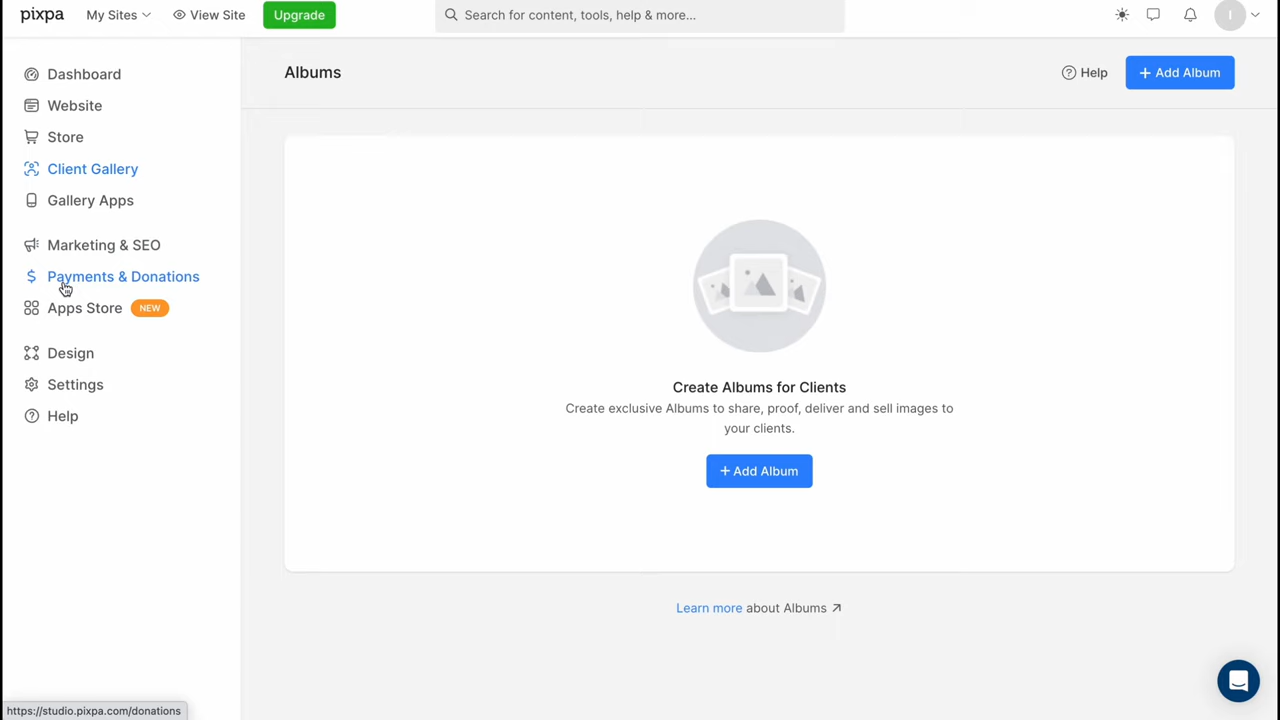 pixpa
My Sites
View Site
Upgrade
Search for content, tools, help & more...
I
Dashboard
Website
Store
Client Gallery
Gallery Apps
Marketing & SEO
Payments & Donations
Apps Store NEW
Design
Settings
Help
Albums
Help
+ Add Album
Create Albums for Clients
Create exclusive Albums to share, proof, deliver and sell images to
your clients.
+ Add Album
Learn more about Albums
https://studio.pixpa.com/donations